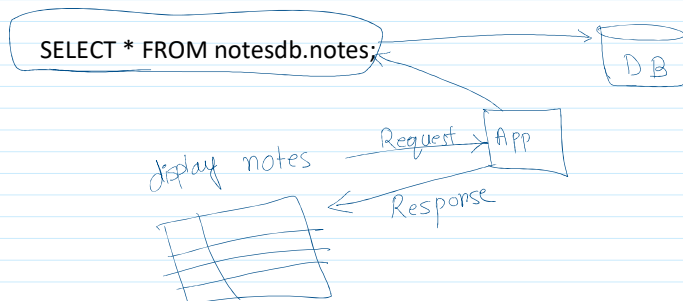 SELECT * FROM notesdb.notes;
DB
Request
App
display notes
Response